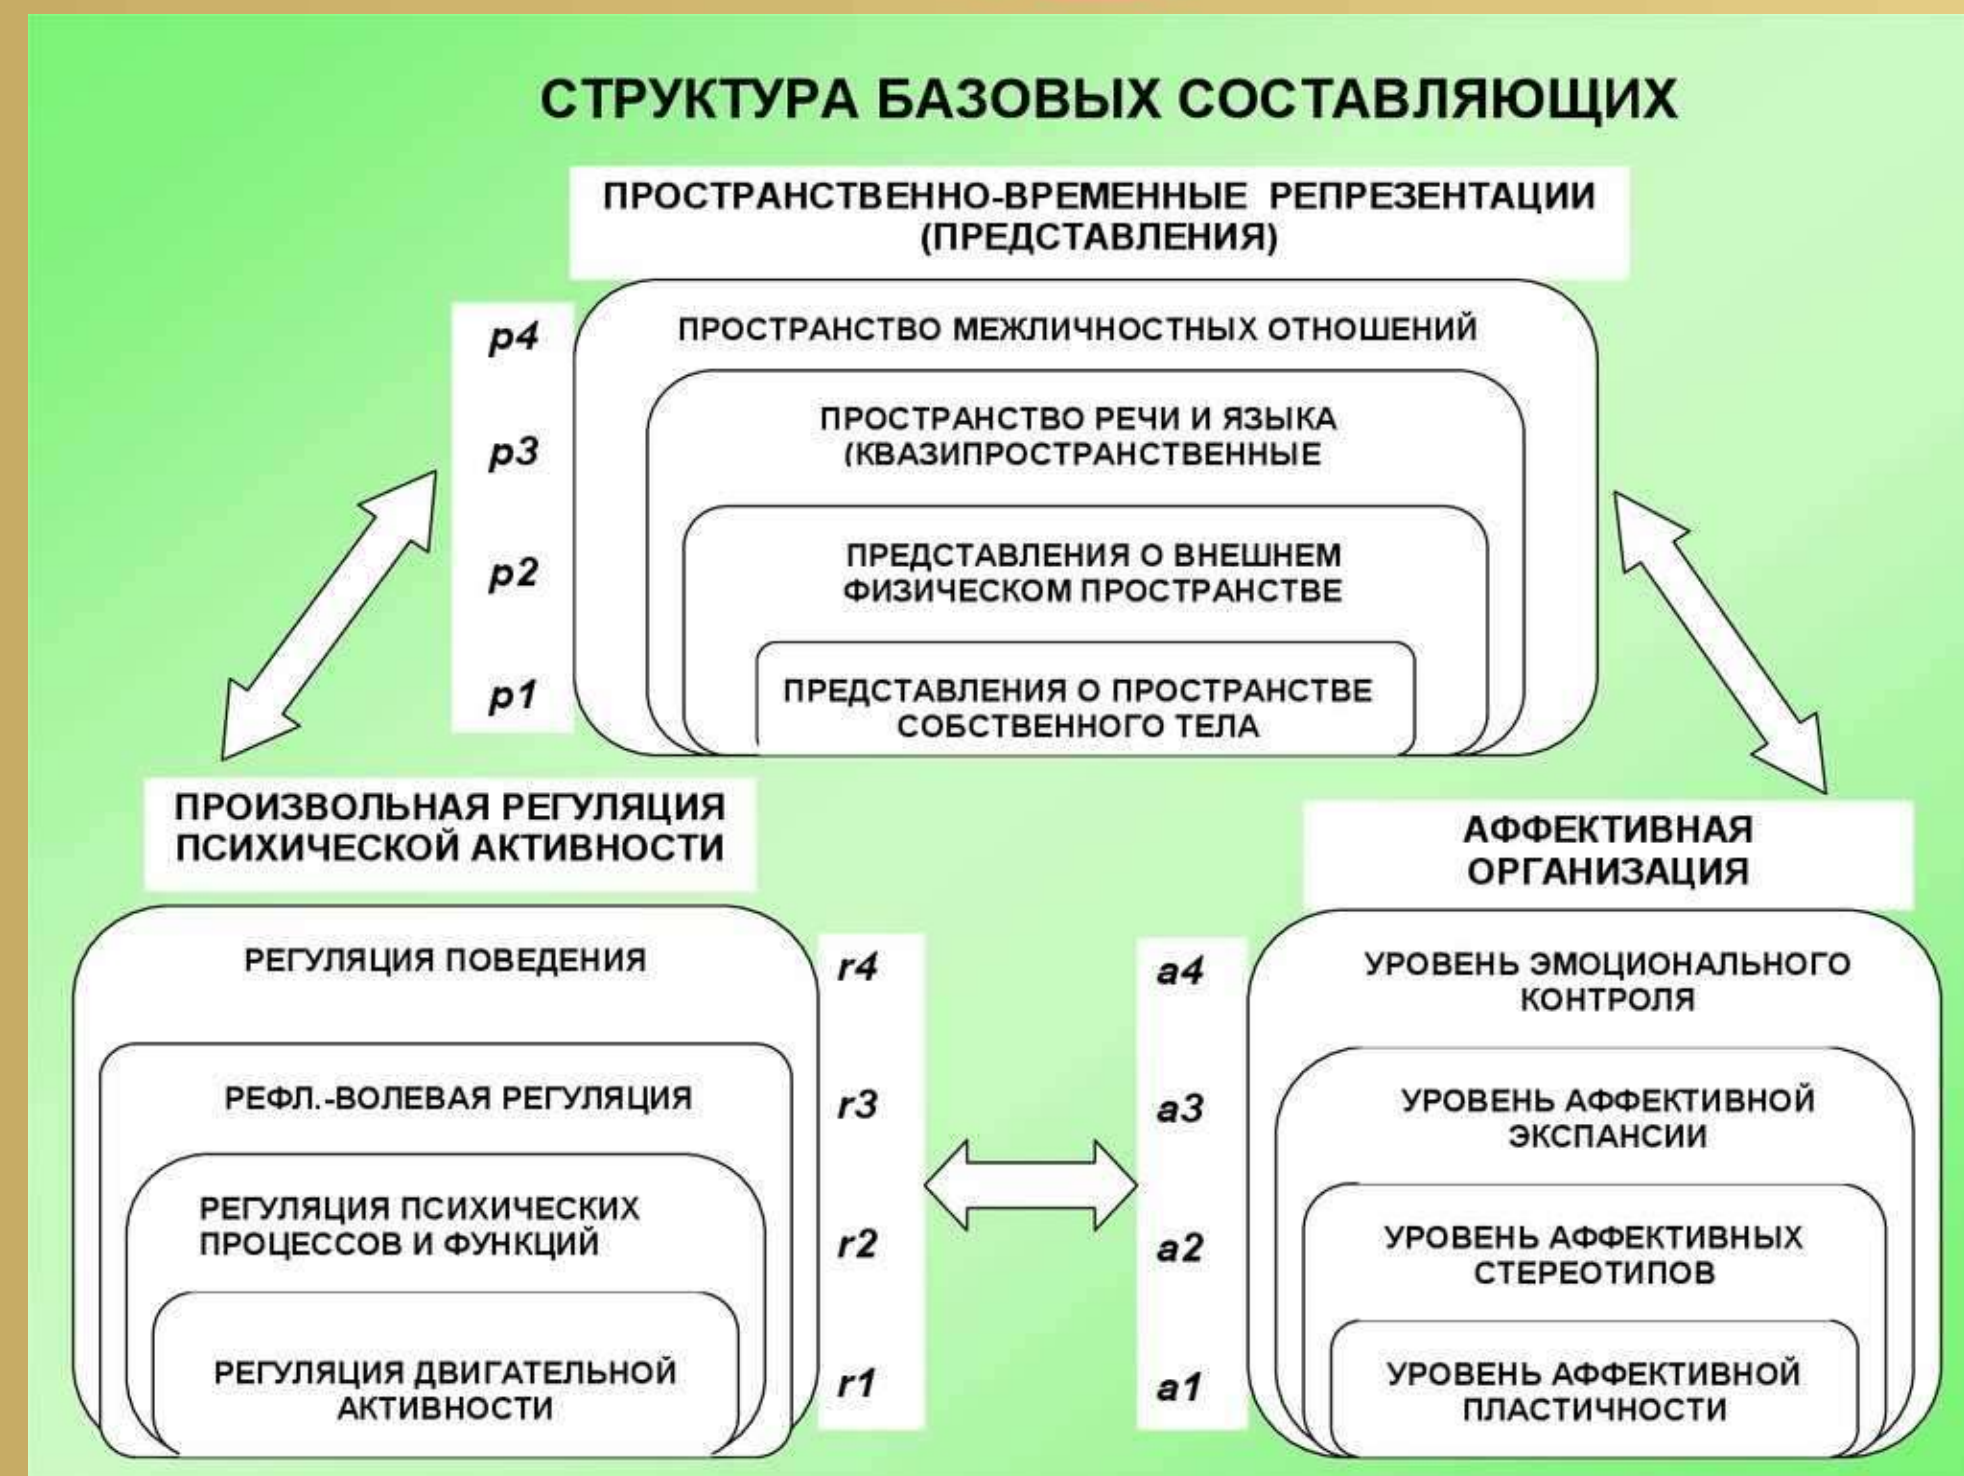 СТРУКТУРА БАЗОВЫХ СОСТАВЛЯЮЩИХ
ПРОСТРАНСТВЕННО-ВРЕМЕННЫЕ РЕПРЕЗЕНТАЦИИ
(ПРЕДСТАВЛЕНИЯ)
p4
ПРОСТРАНСТВО МЕЖЛИЧНОСТНЫХ ОТНОШЕНИЙ
p3
ПРОСТРАНСТВО РЕЧИ И ЯЗЫКА
(КВАЗИПРОСТРАНСТВЕННЫЕ
p2
ПРЕДСТАВЛЕНИЯ О ВНЕШНЕМ
ФИЗИЧЕСКОМ ПРОСТРАНСТВЕ
p1
ПРЕДСТАВЛЕНИЯ О ПРОСТРАНСТВЕ
СОБСТВЕННОГО ТЕЛА
ПРОИЗВОЛЬНАЯ РЕГУЛЯЦИЯ
ПСИХИЧЕСКОЙ АКТИВНОСТИ
РЕГУЛЯЦИЯ ПОВЕДЕНИЯ
r4
РЕФЛ.-ВОЛЕВАЯ РЕГУЛЯЦИЯ
r3
РЕГУЛЯЦИЯ ПСИХИЧЕСКИХ
ПРОЦЕССОВ И ФУНКЦИЙ
r2
РЕГУЛЯЦИЯ ДВИГАТЕЛЬНОЙ
АКТИВНОСТИ
r1
АФФЕКТИВНАЯ
ОРГАНИЗАЦИЯ
a4
УРОВЕНЬ ЭМОЦИОНАЛЬНОГО
КОНТРОЛЯ
a3
УРОВЕНЬ АФФЕКТИВНОЙ
ЭКСПАНСИИ
a2
УРОВЕНЬ АФФЕКТИВНЫХ
СТЕРЕОТИПОВ
a1
УРОВЕНЬ АФФЕКТИВНОЙ
ПЛАСТИЧНОСТИ